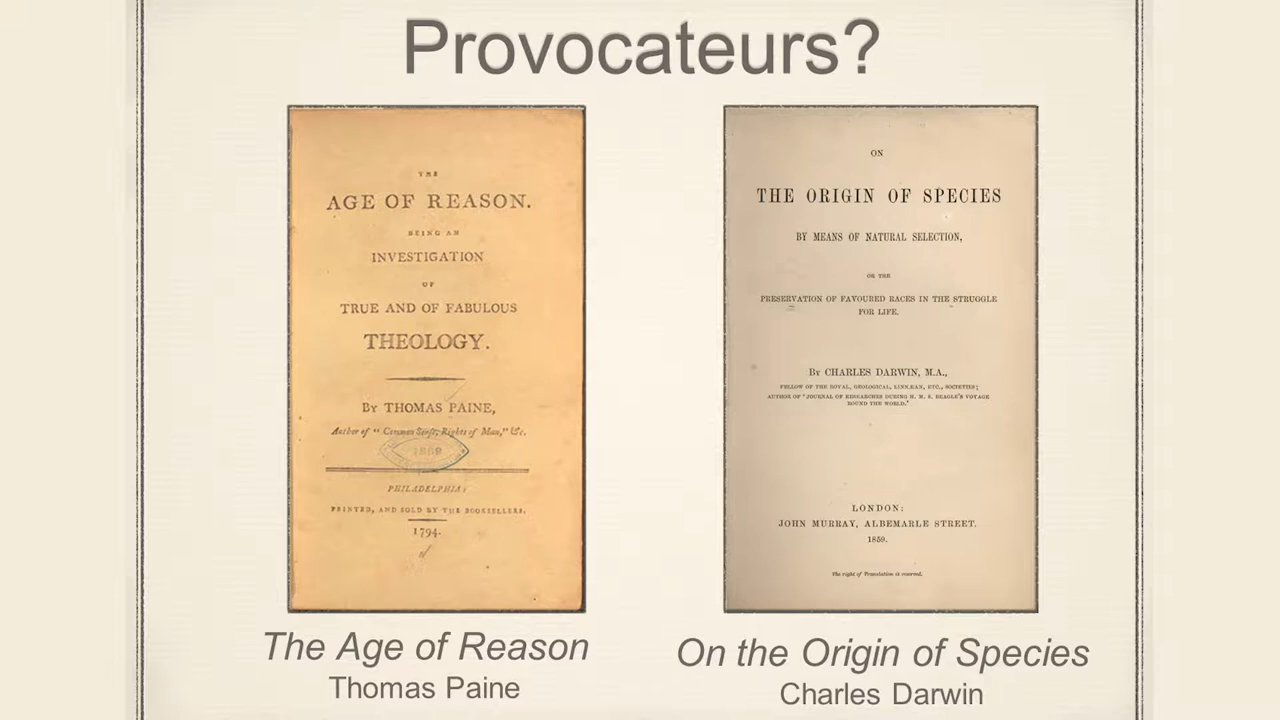 Provocateurs?
THE
AGE OF REASON.
BEING AN
INVESTIGATION
OF
TRUE AND OF FABULOUS
THEOLOGY.
By THOMAS PAINE,
Author of "Common Sense, Rights of Man," &c.
1889
PHILADELPHIA:
PRINTED, AND SOLD BY THE BOOKSELLERS.
1794.
The Age of Reason
Thomas Paine
ON
THE ORIGIN OF SPECIES
BY MEANS OF NATURAL SELECTION,
OR THE
PRESERVATION OF FAVOURED RACES IN THE STRUGGLE
FOR LIFE.
By CHARLES DARWIN, M.A.,
FELLOW OF THE ROYAL, GEOLOGICAL, LINNÆAN, ETC., SOCIETIES;
AUTHOR OF 'JOURNAL OF RESEARCHES DURING H. M. S. BEAGLE'S VOYAGE
ROUND THE WORLD.'
LONDON:
JOHN MURRAY, ALBEMARLE STREET.
1859.
The right of Translation is reserved.
On the Origin of Species
Charles Darwin